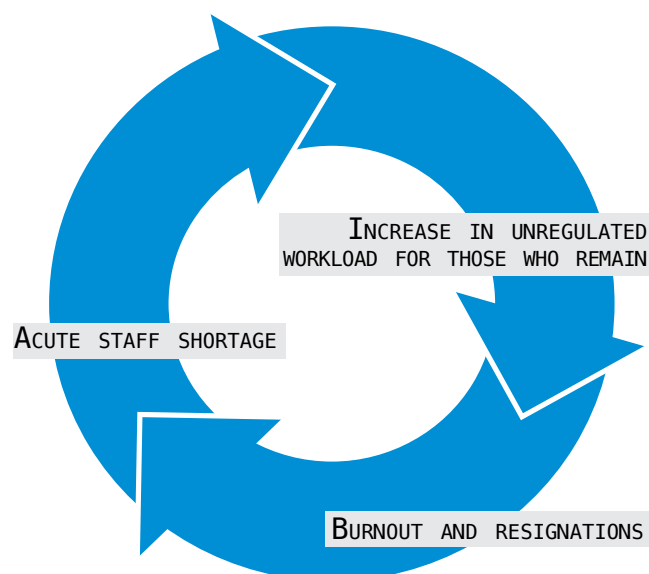 Increase in unregulated
workload for those who remain
Acute staff shortage
Burnout and resignations